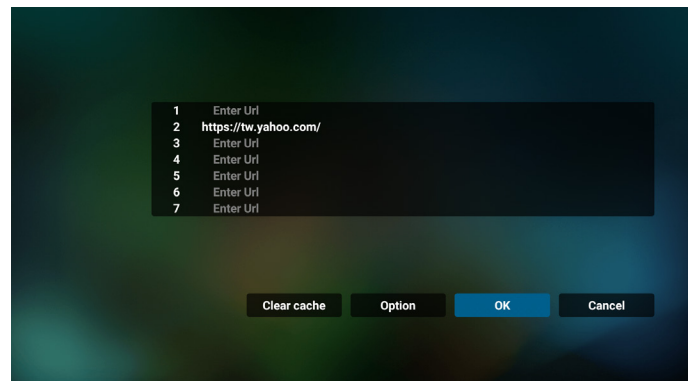 1 Enter Url
2 https://tw.yahoo.com/
3 Enter Url
4 Enter Url
5 Enter Url
6 Enter Url
7 Enter Url
Clear cache Option OK Cancel